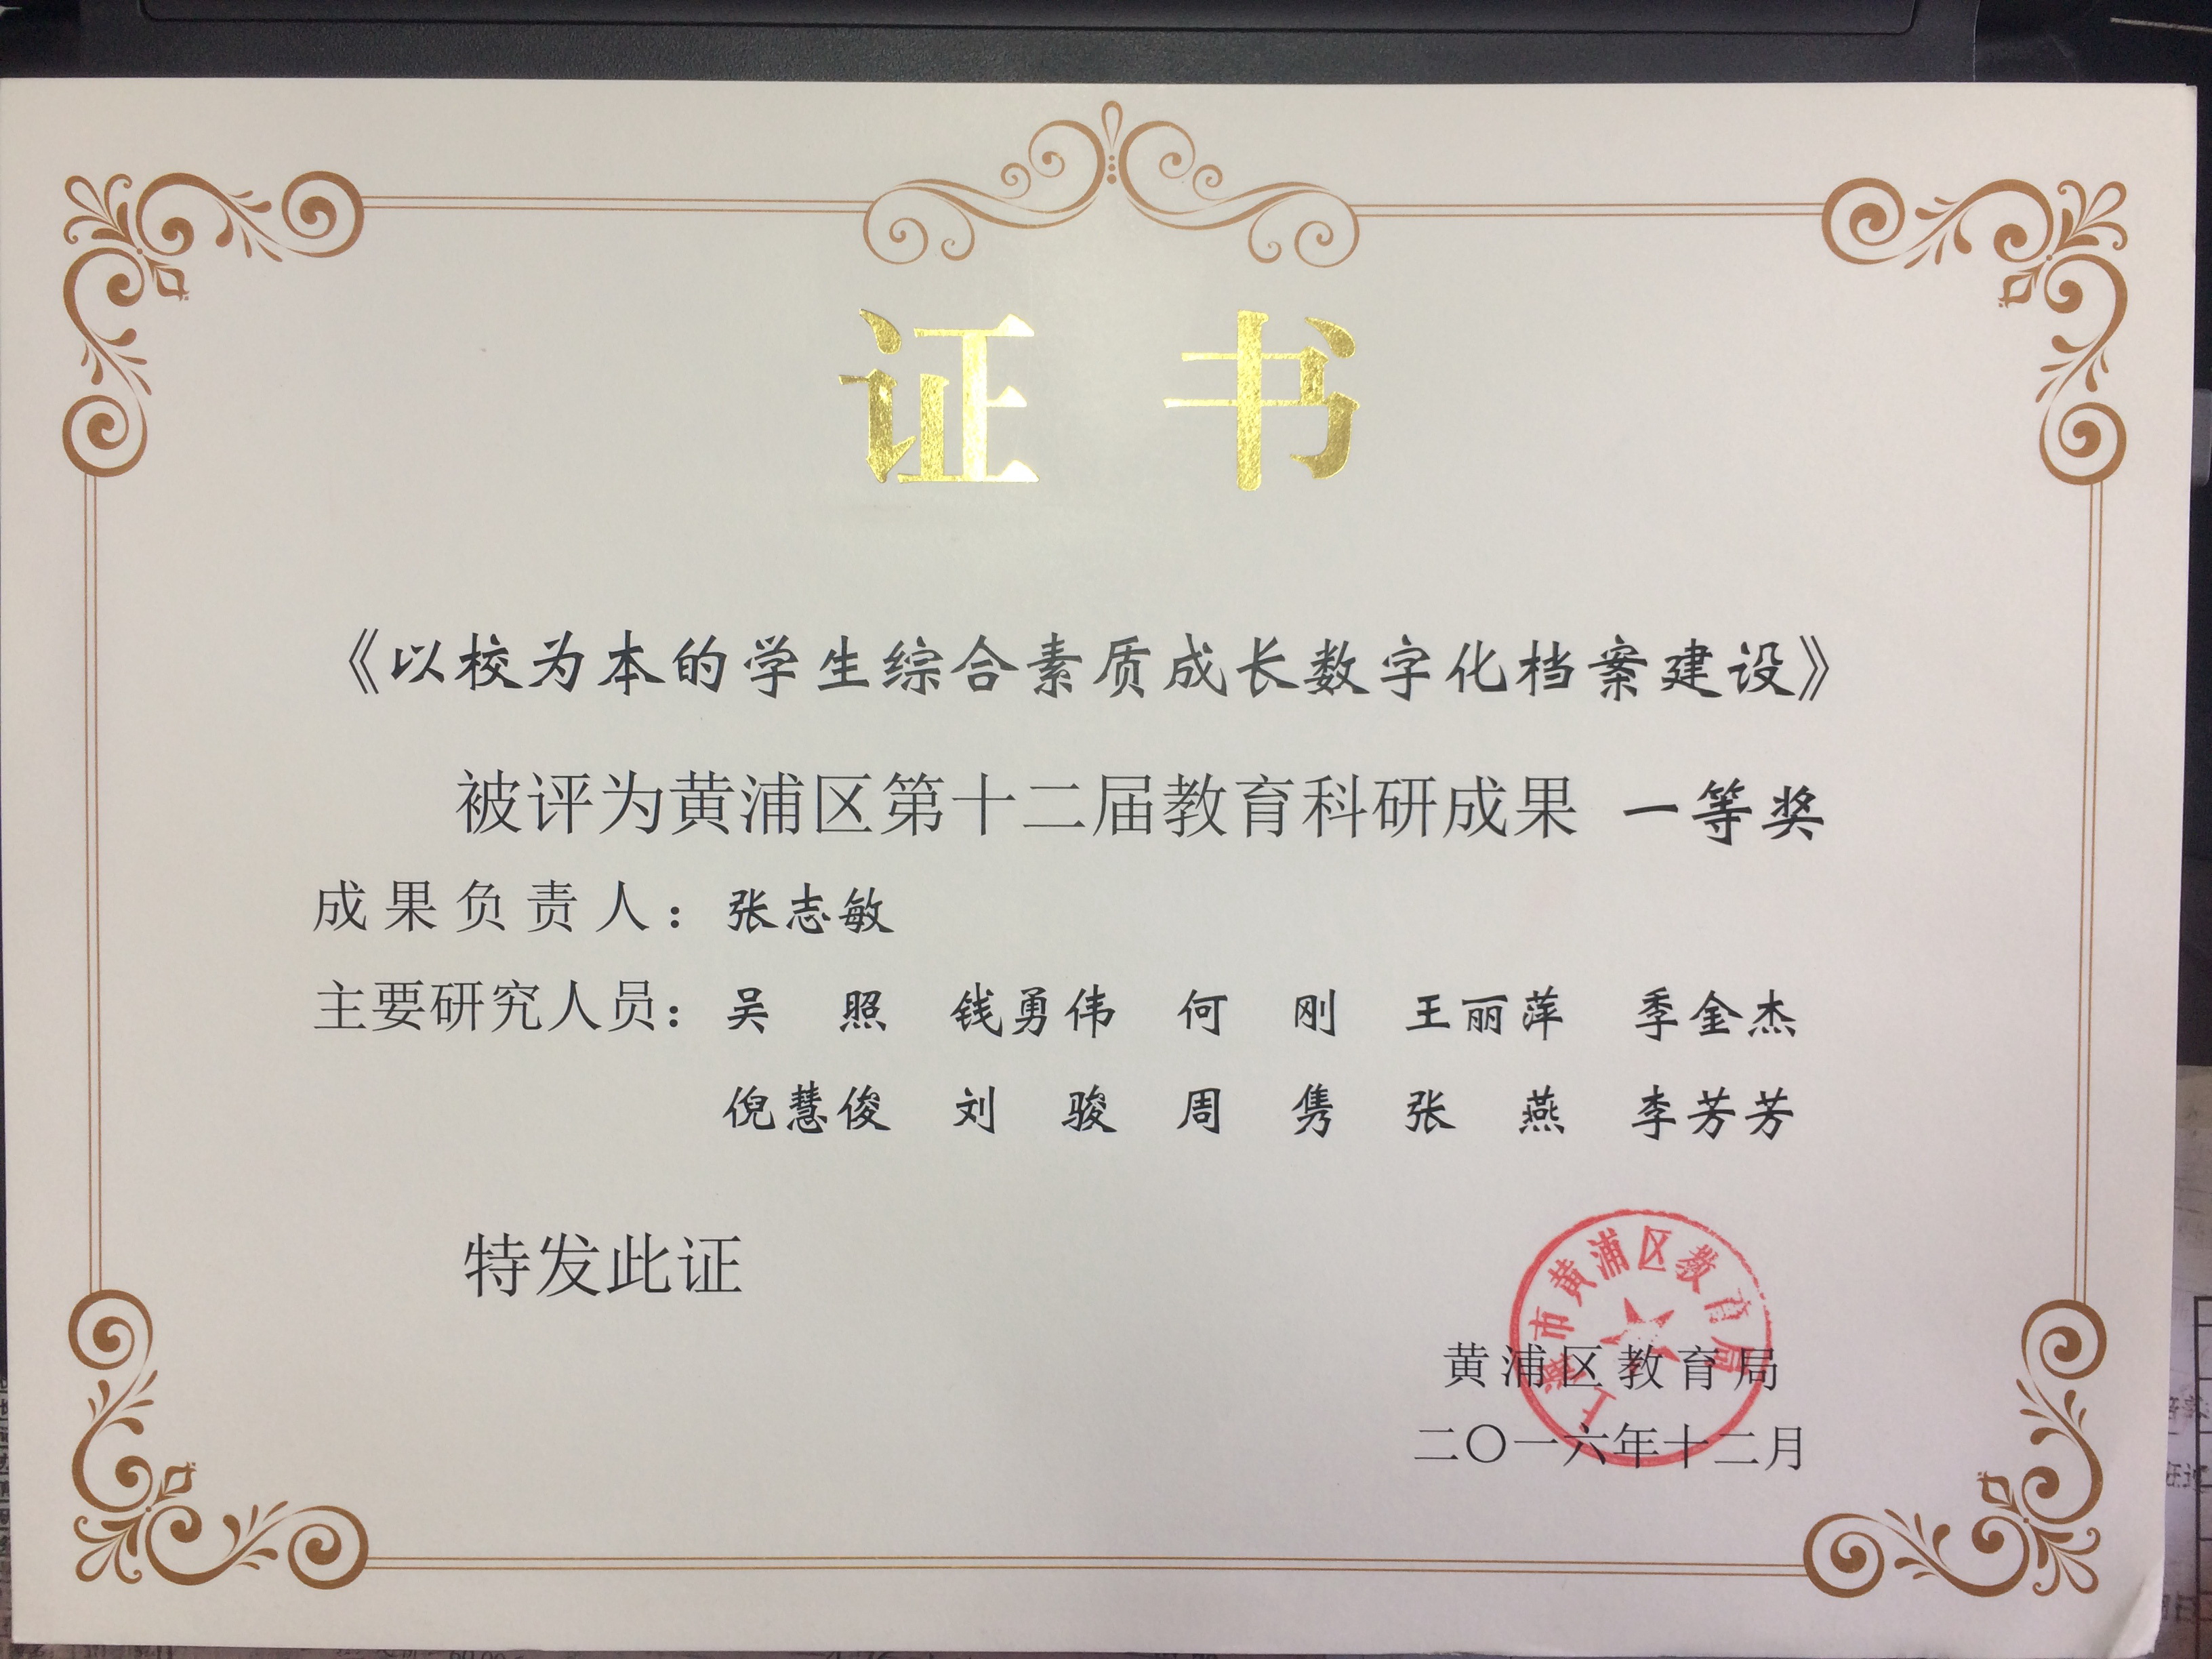 证 书
《以校为本的学生综合素质成长数字化档案建设》
被评为黄浦区第十二届教育科研成果 一等奖
成果负责人：张志敏
主要研究人员：吴 照 钱勇伟 何 刚 王丽萍 季金杰
倪慧俊 刘 骏 周 隽 张 燕 李芳芳
特发此证
上海市黄浦区教育局
黄浦区教育局
二〇一六年十二月